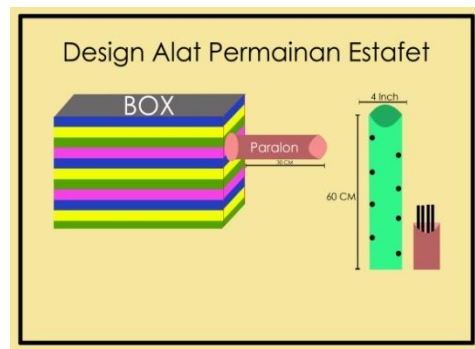 Design Alat Permainan Estafet
BOX
Paralon
30 CM
4 Inch
60 CM